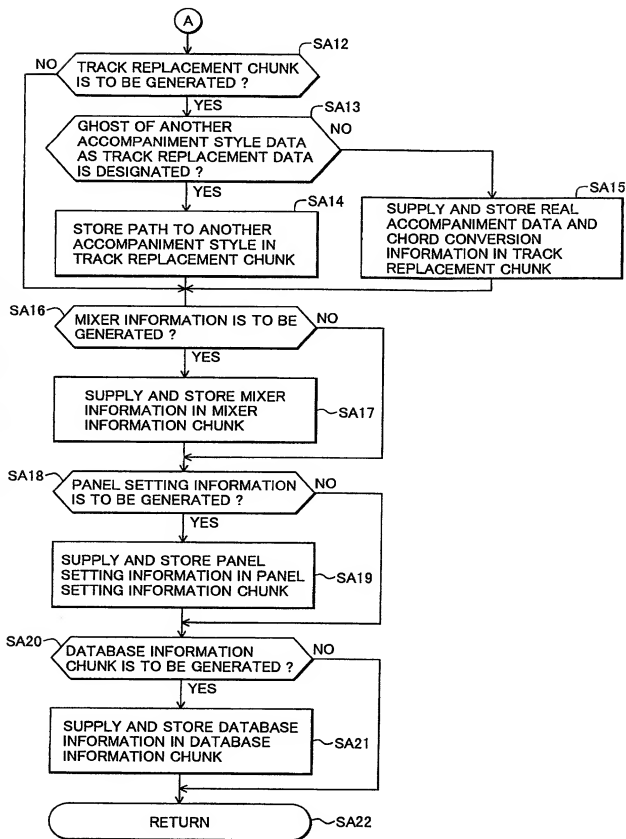 A
SA12
NO
TRACK REPLACEMENT CHUNK
IS TO BE GENERATED ?
YES
SA13
GHOST OF ANOTHER
ACCOMPANIMENT STYLE DATA
AS TRACK REPLACEMENT DATA
IS DESIGNATED ?
NO
YES
SA14
STORE PATH TO ANOTHER
ACCOMPANIMENT STYLE IN
TRACK REPLACEMENT CHUNK
SA15
SUPPLY AND STORE REAL
ACCOMPANIMENT DATA AND
CHORD CONVERSION
INFORMATION IN TRACK
REPLACEMENT CHUNK
SA16
MIXER INFORMATION IS TO BE
GENERATED ?
NO
YES
SUPPLY AND STORE MIXER
INFORMATION IN MIXER
INFORMATION CHUNK
SA17
SA18
PANEL SETTING INFORMATION
IS TO BE GENERATED ?
NO
YES
SUPPLY AND STORE PANEL
SETTING INFORMATION IN PANEL
SETTING INFORMATION CHUNK
SA19
SA20
DATABASE INFORMATION
CHUNK IS TO BE GENERATED ?
NO
YES
SUPPLY AND STORE DATABASE
INFORMATION IN DATABASE
INFORMATION CHUNK
SA21
RETURN
SA22